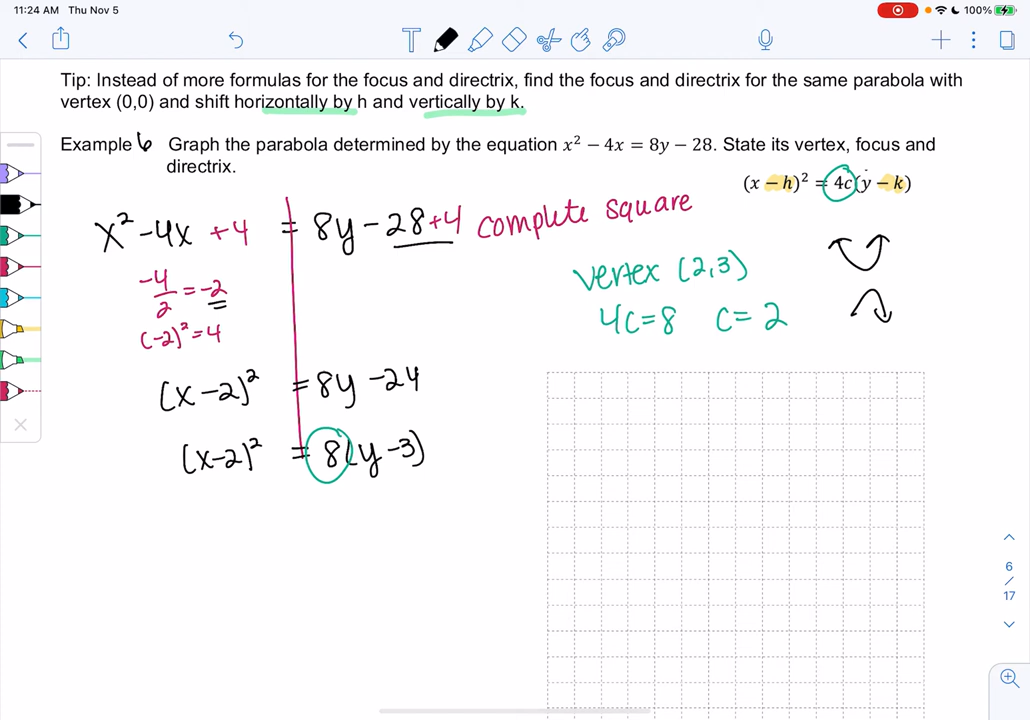 11:24 AM Thu Nov 5
100%
Tip: Instead of more formulas for the focus and directrix, find the focus and directrix for the same parabola with
vertex (0,0) and shift horizontally by h and vertically by k.
Example 6 Graph the parabola determined by the equation x² − 4x = 8y − 28. State its vertex, focus and
directrix.
(x − h)² = 4c(y − k)
x² -4x +4 = 8y - 28 +4 complete square
-4/2 = -2
(-2)² = 4
vertex (2,3)
4c=8 c= 2
(x-2)² = 8y -24
(x-2)² = 8(y-3)
6
/
17